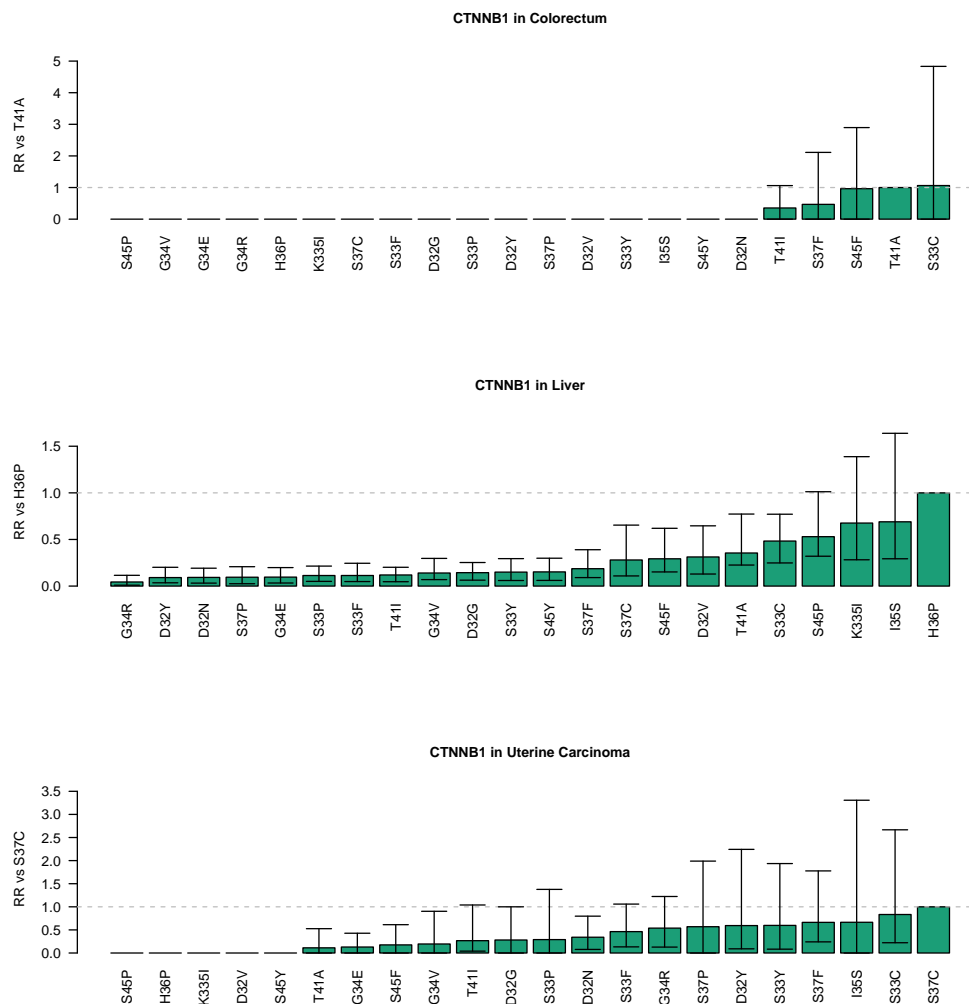 CTNNB1 in Colorectum
RR vs T41A
5
4
3
2
1
0
S45P G34V G34E G34R H36P K335I S37C S33F D32G S33P D32Y S37P D32V S33Y I35S S45Y D32N T41I S37F S45F T41A S33C
CTNNB1 in Liver
RR vs H36P
1.5
1.0
0.5
0.0
G34R D32Y D32N S37P G34E S33P S33F T41I G34V D32G S33Y S45Y S37F S37C S45F D32V T41A S33C S45P K335I I35S H36P
CTNNB1 in Uterine Carcinoma
RR vs S37C
3.5
3.0
2.5
2.0
1.5
1.0
0.5
0.0
S45P H36P K335I D32V S45Y T41A G34E S45F G34V T41I D32G S33P D32N S33F G34R S37P D32Y S33Y S37F I35S S33C S37C